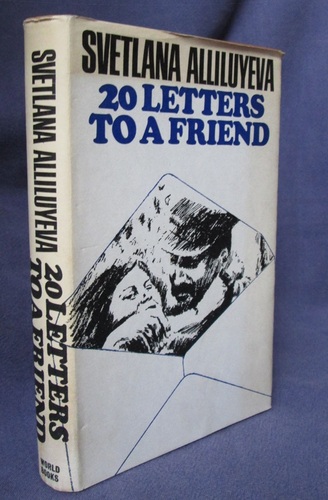 SVETLANA ALLILUYEVA
20 LETTERS
TO A FRIEND
SVETLANA ALLILUYEVA
20 LETTERS
TO A FRIEND
WORLD
BOOKS